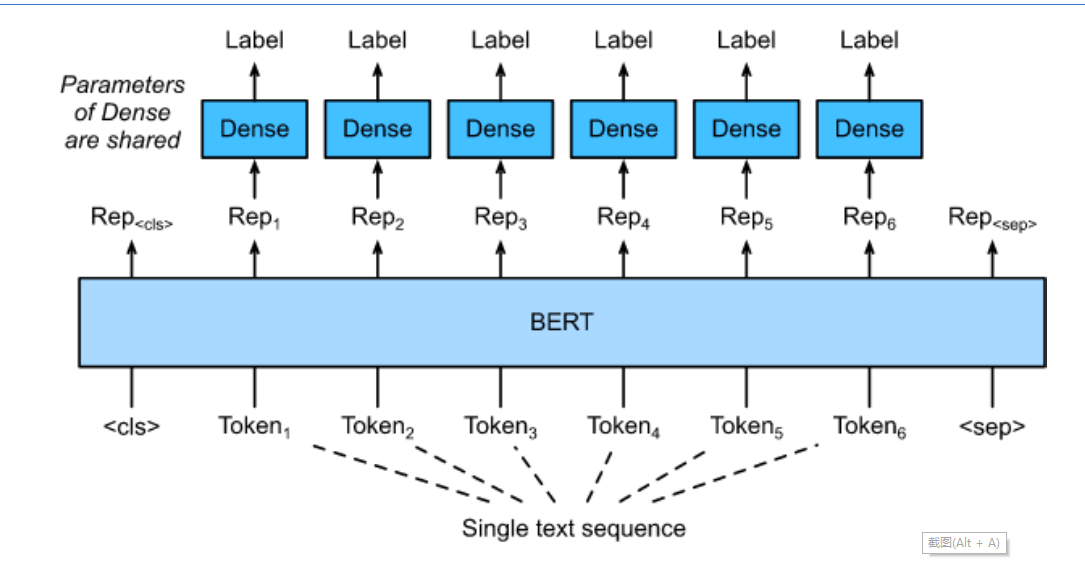 Label Label Label Label Label Label
Parameters
of Dense
are shared
Dense Dense Dense Dense Dense Dense
Rep<cls> Rep1 Rep2 Rep3 Rep4 Rep5 Rep6 Rep<sep>
BERT
<cls> Token1 Token2 Token3 Token4 Token5 Token6 <sep>
Single text sequence
截图(Alt + A)